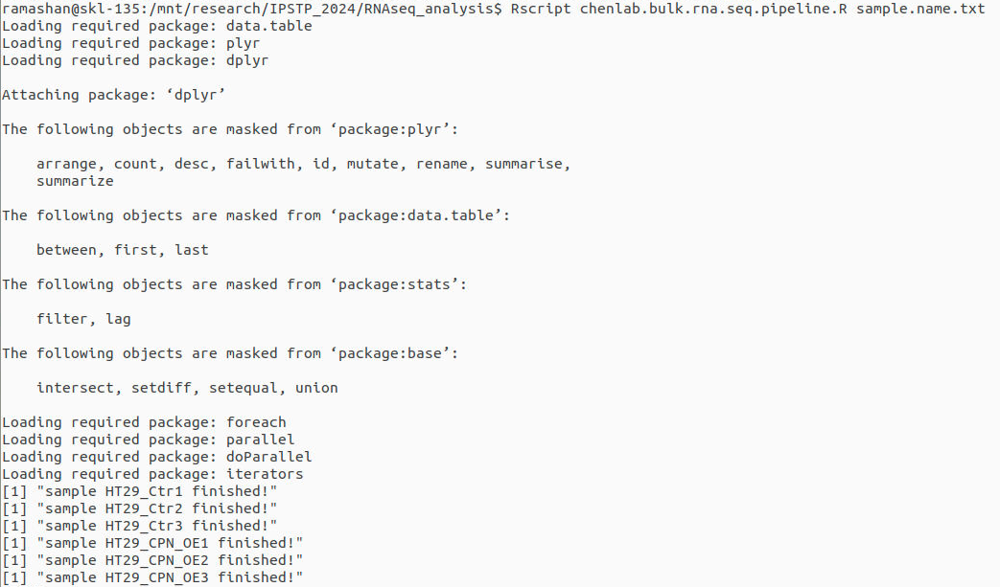 ramashan@skl-135:/mnt/research/IPSTP_2024/RNAseq_analysis$ Rscript chenlab.bulk.rna.seq.pipeline.R sample.name.txt
Loading required package: data.table
Loading required package: plyr
Loading required package: dplyr
Attaching package: ‘dplyr’
The following objects are masked from ‘package:plyr’:
arrange, count, desc, failwith, id, mutate, rename, summarise,
summarize
The following objects are masked from ‘package:data.table’:
between, first, last
The following objects are masked from ‘package:stats’:
filter, lag
The following objects are masked from ‘package:base’:
intersect, setdiff, setequal, union
Loading required package: foreach
Loading required package: parallel
Loading required package: doParallel
Loading required package: iterators
[1] "sample HT29_Ctr1 finished!"
[1] "sample HT29_Ctr2 finished!"
[1] "sample HT29_Ctr3 finished!"
[1] "sample HT29_CPN_OE1 finished!"
[1] "sample HT29_CPN_OE2 finished!"
[1] "sample HT29_CPN_OE3 finished!"